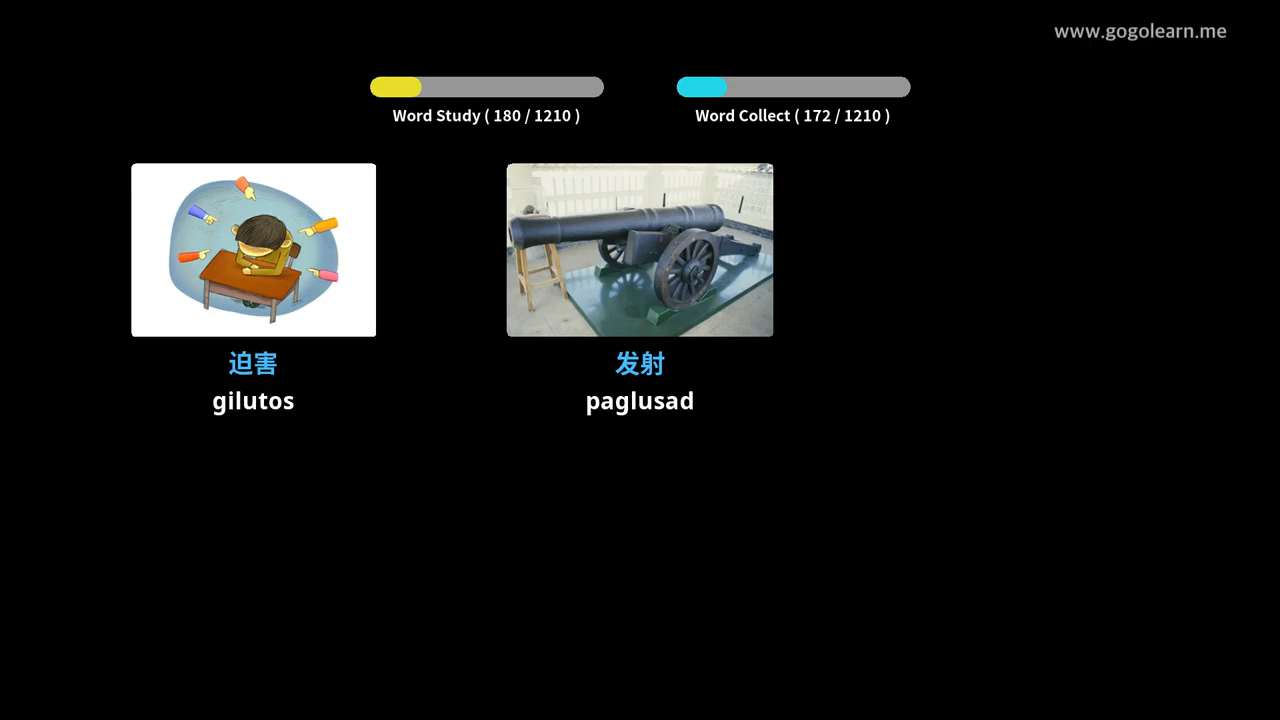 www.gogolearn.me
Word Study ( 180 / 1210 )
Word Collect ( 172 / 1210 )
迫害
gilutos
发射
paglusad